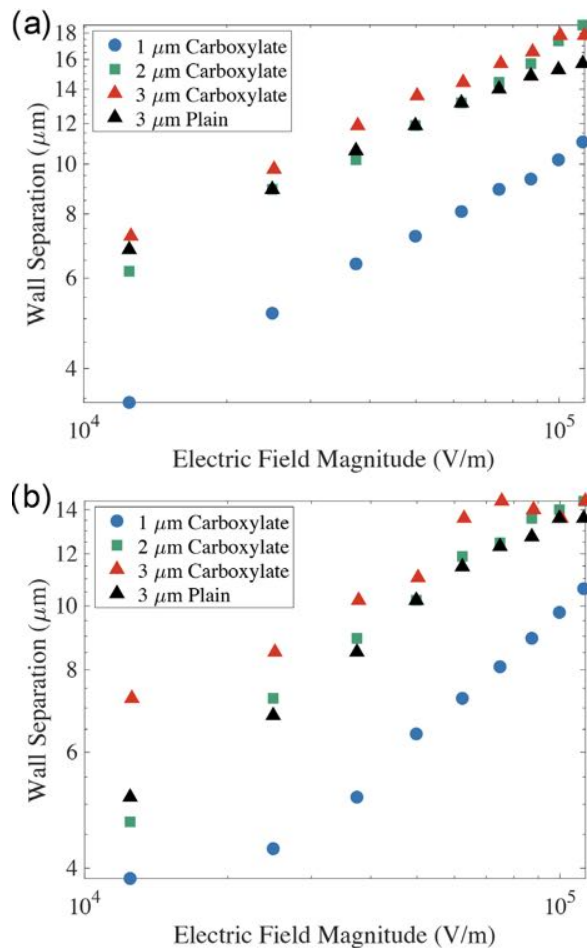 (a)
18
16
14
12
10
8
6
4
Wall Separation (μm)
1 μm Carboxylate
2 μm Carboxylate
3 μm Carboxylate
3 μm Plain
10⁴
10⁵
Electric Field Magnitude (V/m)
(b)
14
12
10
8
6
4
Wall Separation (μm)
1 μm Carboxylate
2 μm Carboxylate
3 μm Carboxylate
3 μm Plain
10⁴
10⁵
Electric Field Magnitude (V/m)